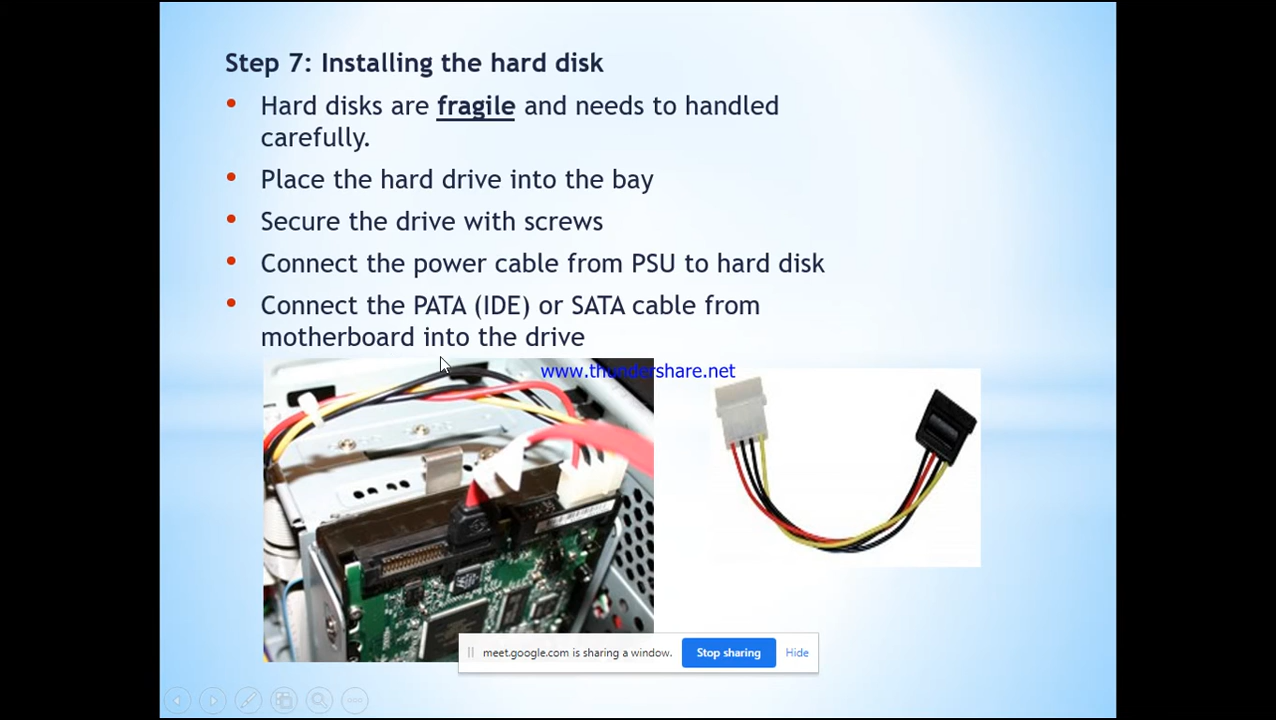 Step 7: Installing the hard disk
• Hard disks are fragile and needs to handled
carefully.
• Place the hard drive into the bay
• Secure the drive with screws
• Connect the power cable from PSU to hard disk
• Connect the PATA (IDE) or SATA cable from
motherboard into the drive
www.thundershare.net
meet.google.com is sharing a window.
Stop sharing
Hide